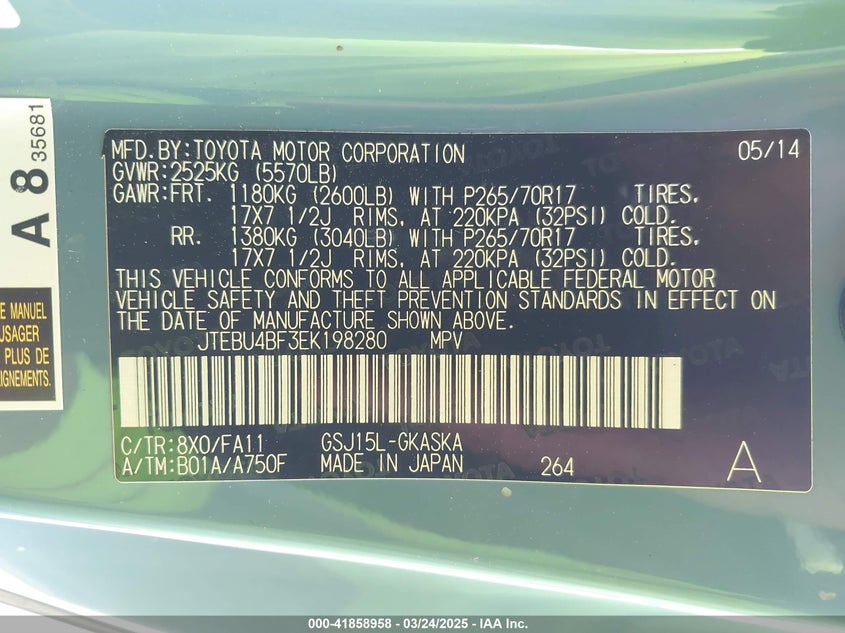 A 8 35681
E MANUEL
USAGER
PLUS DE
IGNEMENTS.
MFD.BY:TOYOTA MOTOR CORPORATION 05/14
GVWR:2525KG (5570LB)
GAWR:FRT. 1180KG (2600LB) WITH P265/70R17 TIRES,
17X7 1/2J RIMS, AT 220KPA (32PSI) COLD.
RR. 1380KG (3040LB) WITH P265/70R17 TIRES,
17X7 1/2J RIMS, AT 220KPA (32PSI) COLD.
THIS VEHICLE CONFORMS TO ALL APPLICABLE FEDERAL MOTOR
VEHICLE SAFETY AND THEFT PREVENTION STANDARDS IN EFFECT ON
THE DATE OF MANUFACTURE SHOWN ABOVE.
JTEBU4BF3EK198280 MPV
C/TR:8X0/FA11 GSJ15L-GKASKA
A/TM:B01A/A750F MADE IN JAPAN 264 A
000-41858958 - 03/24/2025 - IAA Inc.